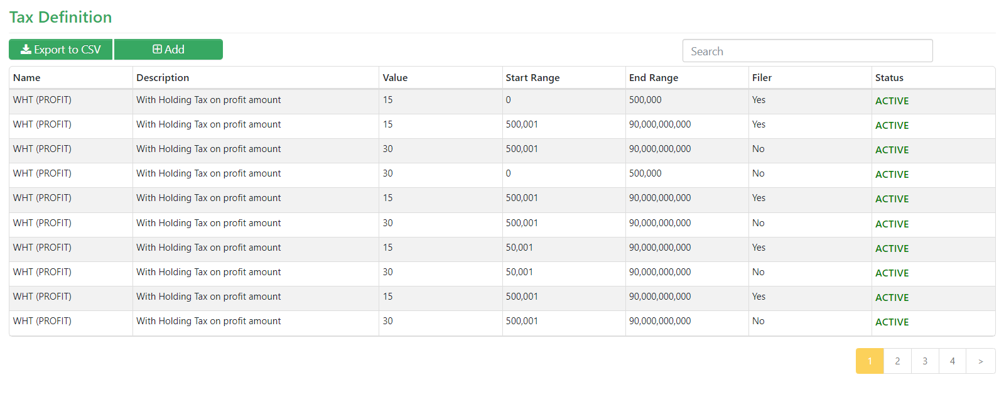 Tax Definition
Export to CSV Add Search
Name Description Value Start Range End Range Filer Status
WHT (PROFIT) With Holding Tax on profit amount 15 0 500,000 Yes ACTIVE
WHT (PROFIT) With Holding Tax on profit amount 15 500,001 90,000,000,000 Yes ACTIVE
WHT (PROFIT) With Holding Tax on profit amount 30 500,001 90,000,000,000 No ACTIVE
WHT (PROFIT) With Holding Tax on profit amount 30 0 500,000 No ACTIVE
WHT (PROFIT) With Holding Tax on profit amount 15 500,001 90,000,000,000 Yes ACTIVE
WHT (PROFIT) With Holding Tax on profit amount 30 500,001 90,000,000,000 No ACTIVE
WHT (PROFIT) With Holding Tax on profit amount 15 50,001 90,000,000,000 Yes ACTIVE
WHT (PROFIT) With Holding Tax on profit amount 30 50,001 90,000,000,000 No ACTIVE
WHT (PROFIT) With Holding Tax on profit amount 15 500,001 90,000,000,000 Yes ACTIVE
WHT (PROFIT) With Holding Tax on profit amount 30 500,001 90,000,000,000 No ACTIVE
1 2 3 4 >